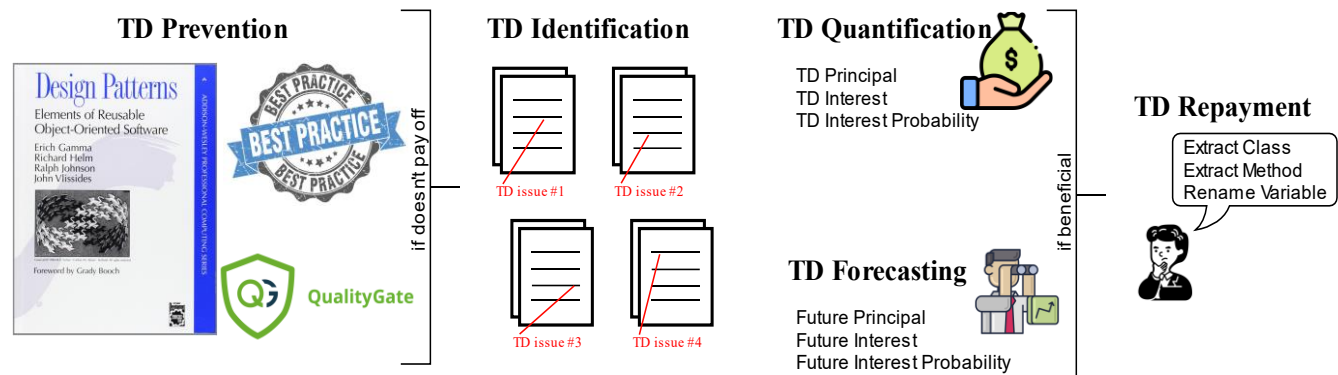 TD Prevention
Design Patterns
Elements of Reusable
Object-Oriented Software
Erich Gamma
Richard Helm
Ralph Johnson
John Vlissides
Foreword by Grady Booch
ADDISON-WESLEY PROFESSIONAL COMPUTING SERIES
BEST PRACTICE
BEST PRACTICE
BEST PRACTICE
QG
QualityGate
if doesn't pay off
TD Identification
TD issue #1
TD issue #2
TD issue #3
TD issue #4
TD Quantification
TD Principal
TD Interest
TD Interest Probability
$
TD Forecasting
Future Principal
Future Interest
Future Interest Probability
if beneficial
TD Repayment
Extract Class
Extract Method
Rename Variable